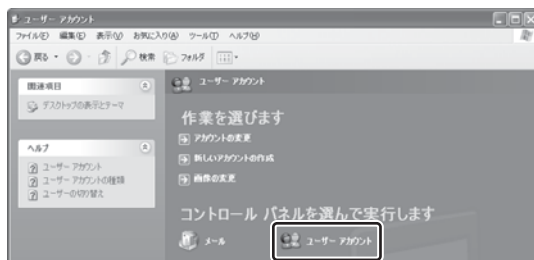 ユーザー アカウント
ファイル(F) 編集(E) 表示(V) お気に入り(A) ツール(T) ヘルプ(H)
戻る 検索 フォルダ
関連項目
デスクトップの表示とテーマ
ヘルプ
ユーザー アカウント
ユーザー アカウントの種類
ユーザーの切り替え
ユーザー アカウント
作業を選びます
アカウントの変更
新しいアカウントの作成
画像の変更
コントロール パネルを選んで実行します
メール ユーザー アカウント